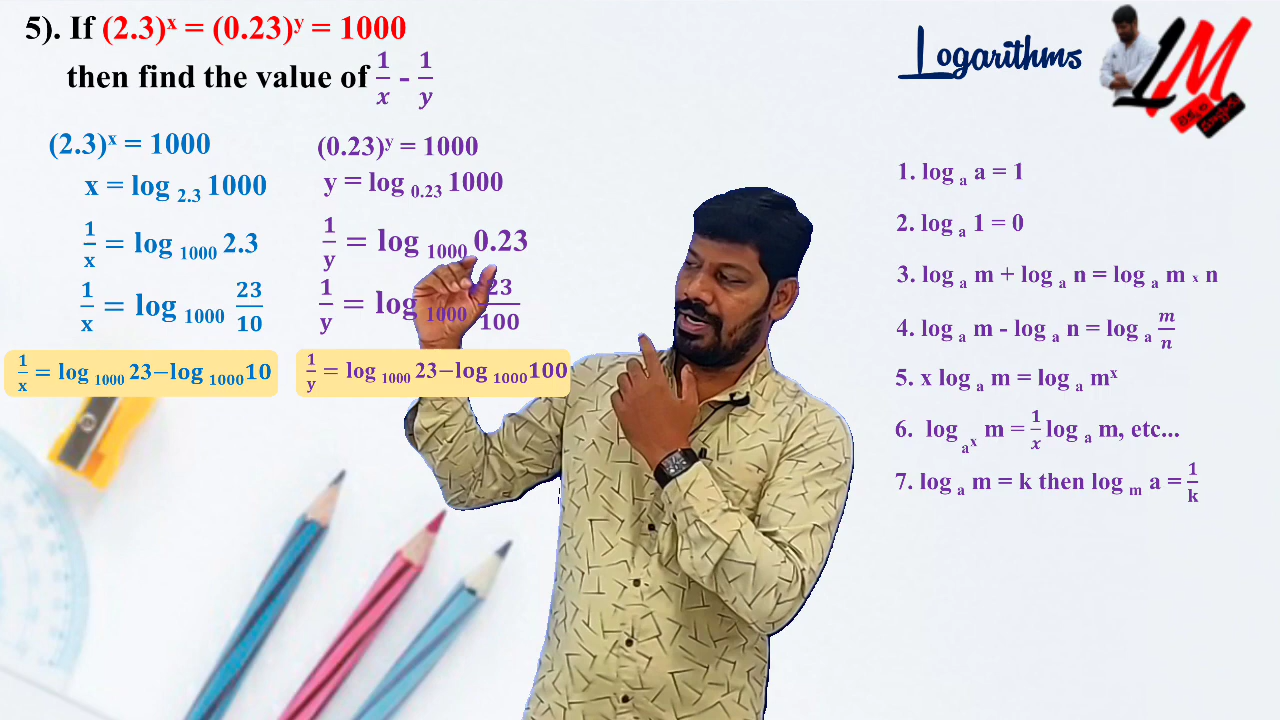 5). If (2.3)ˣ = (0.23)ʸ = 1000
then find the value of 1/x - 1/y
(2.3)ˣ = 1000
x = log 2.3 1000
1/x = log 1000 2.3
1/x = log 1000 23/10
1/x = log 1000 23−log 1000 10
(0.23)ʸ = 1000
y = log 0.23 1000
1/y = log 1000 0.23
1/y = log 1000 23/100
1/y = log 1000 23−log 1000 100
Logarithms
LM
1. log a a = 1
2. log a 1 = 0
3. log a m + log a n = log a m x n
4. log a m - log a n = log a m/n
5. x log a m = log a mˣ
6. log aˣ m = 1/x log a m, etc...
7. log a m = k then log m a = 1/k